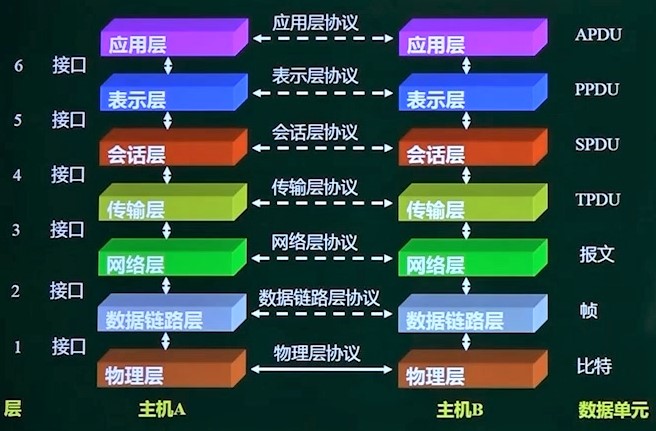 应用层协议
应用层 应用层 APDU
6 接口
表示层协议
表示层 表示层 PPDU
5 接口
会话层协议
会话层 会话层 SPDU
4 接口
传输层协议
传输层 传输层 TPDU
3 接口
网络层协议
网络层 网络层 报文
2 接口
数据链路层协议
数据链路层 数据链路层 帧
1 接口
物理层协议
物理层 物理层 比特
层 主机A 主机B 数据单元